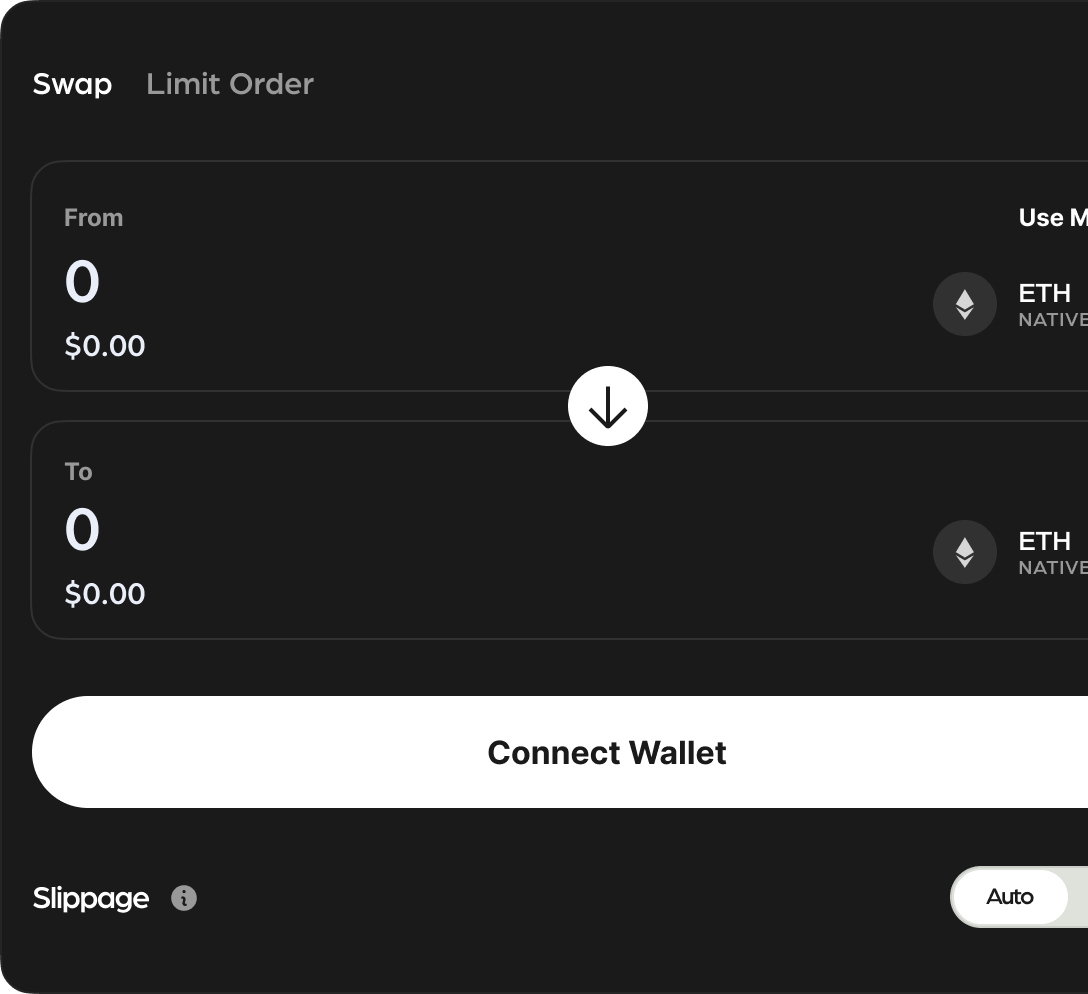 Swap Limit Order
From
Use
0
ETH
NATIVE
$0.00
To
0
ETH
NATIVE
$0.00
Connect Wallet
Slippage
Auto